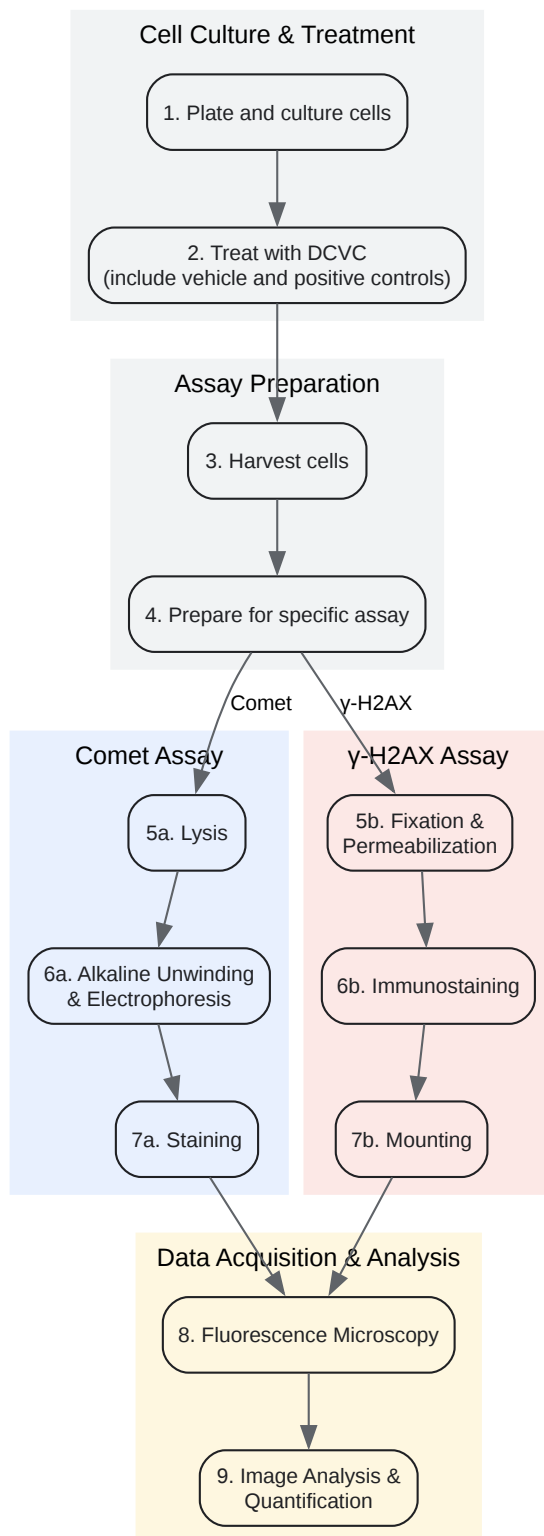 Cell Culture & Treatment
1. Plate and culture cells
2. Treat with DCVC
(include vehicle and positive controls)
Assay Preparation
3. Harvest cells
4. Prepare for specific assay
Comet
γ-H2AX
Comet Assay
γ-H2AX Assay
5a. Lysis
5b. Fixation &
Permeabilization
6a. Alkaline Unwinding
& Electrophoresis
6b. Immunostaining
7a. Staining
7b. Mounting
Data Acquisition & Analysis
8. Fluorescence Microscopy
9. Image Analysis &
Quantification